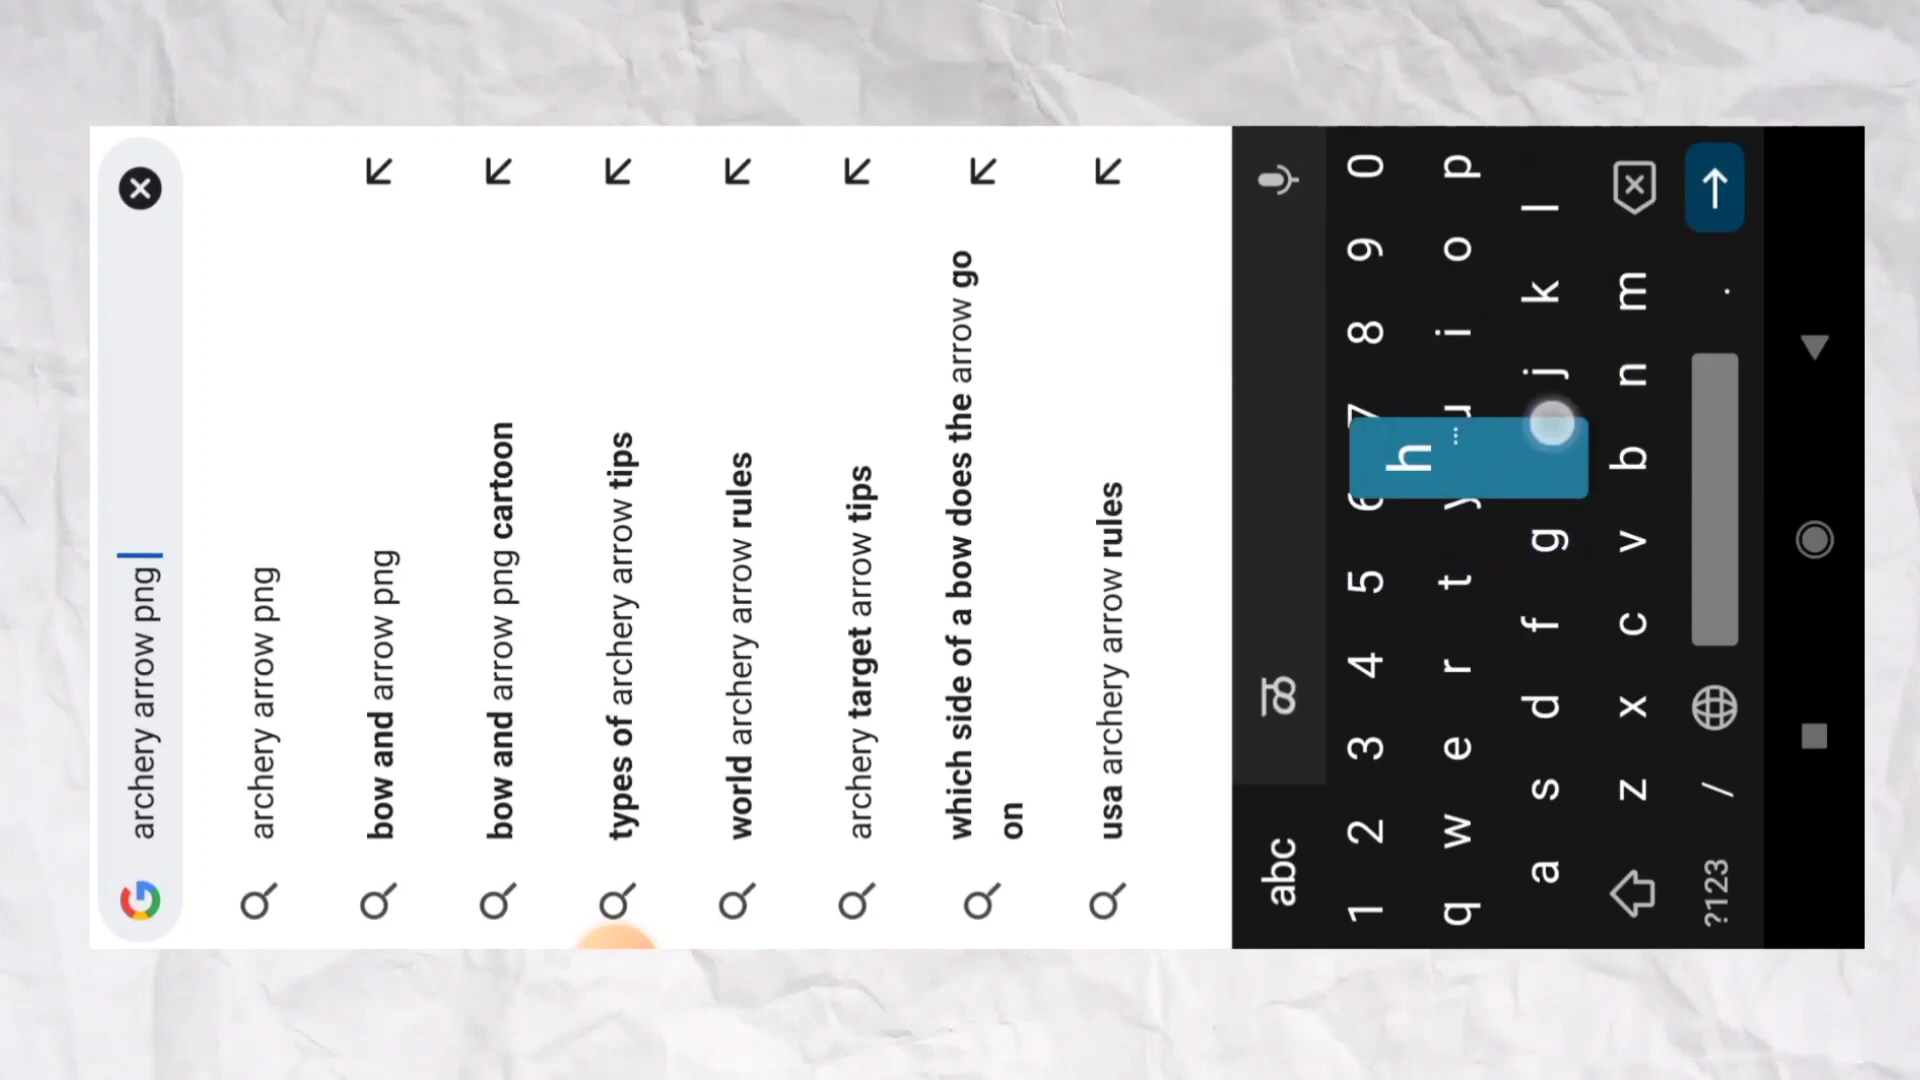 archery arrow png
archery arrow png
bow and arrow png
bow and arrow png cartoon
types of archery arrow tips
world archery arrow rules
archery target arrow tips
which side of a bow does the arrow go
on
usa archery arrow rules
abc
1 2 3 4 5 6 7 8 9 0
q w e r t y u i o p
a s d f g h j k l
z x c v b n m
?123 / .